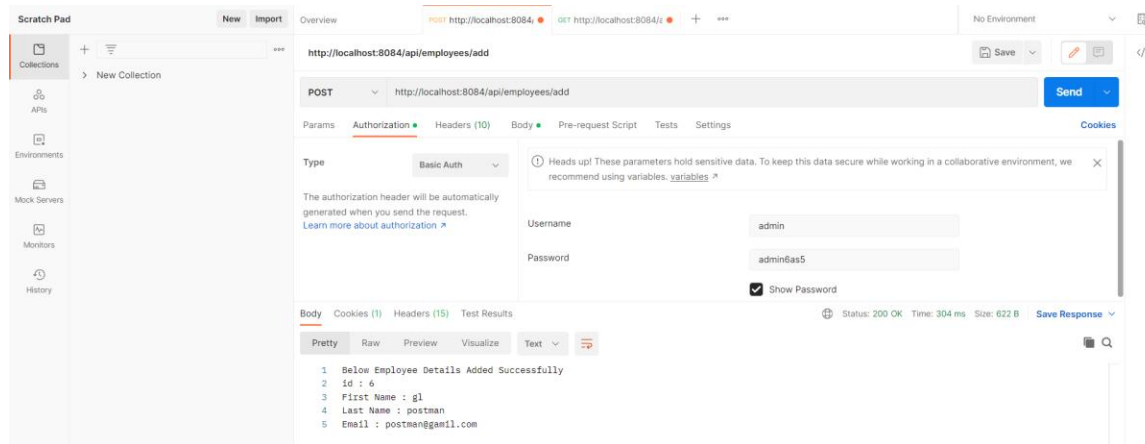 Scratch Pad New Import Overview POST http://localhost:8084/ GET http://localhost:8084/a + ooo No Environment
Collections
APIs
Environments
Mock Servers
Monitors
History
+ ooo
> New Collection
http://localhost:8084/api/employees/add Save
</>
POST http://localhost:8084/api/employees/add Send
Params Authorization Headers (10) Body Pre-request Script Tests Settings Cookies
Type Basic Auth
The authorization header will be automatically
generated when you send the request.
Learn more about authorization ↗
Heads up! These parameters hold sensitive data. To keep this data secure while working in a collaborative environment, we
recommend using variables. variables ↗
Username admin
Password admin6as5
Show Password
Body Cookies (1) Headers (15) Test Results Status: 200 OK Time: 304 ms Size: 622 B Save Response
Pretty Raw Preview Visualize Text
1 Below Employee Details Added Successfully
2 id : 6
3 First Name : gl
4 Last Name : postman
5 Email : postman@gamil.com